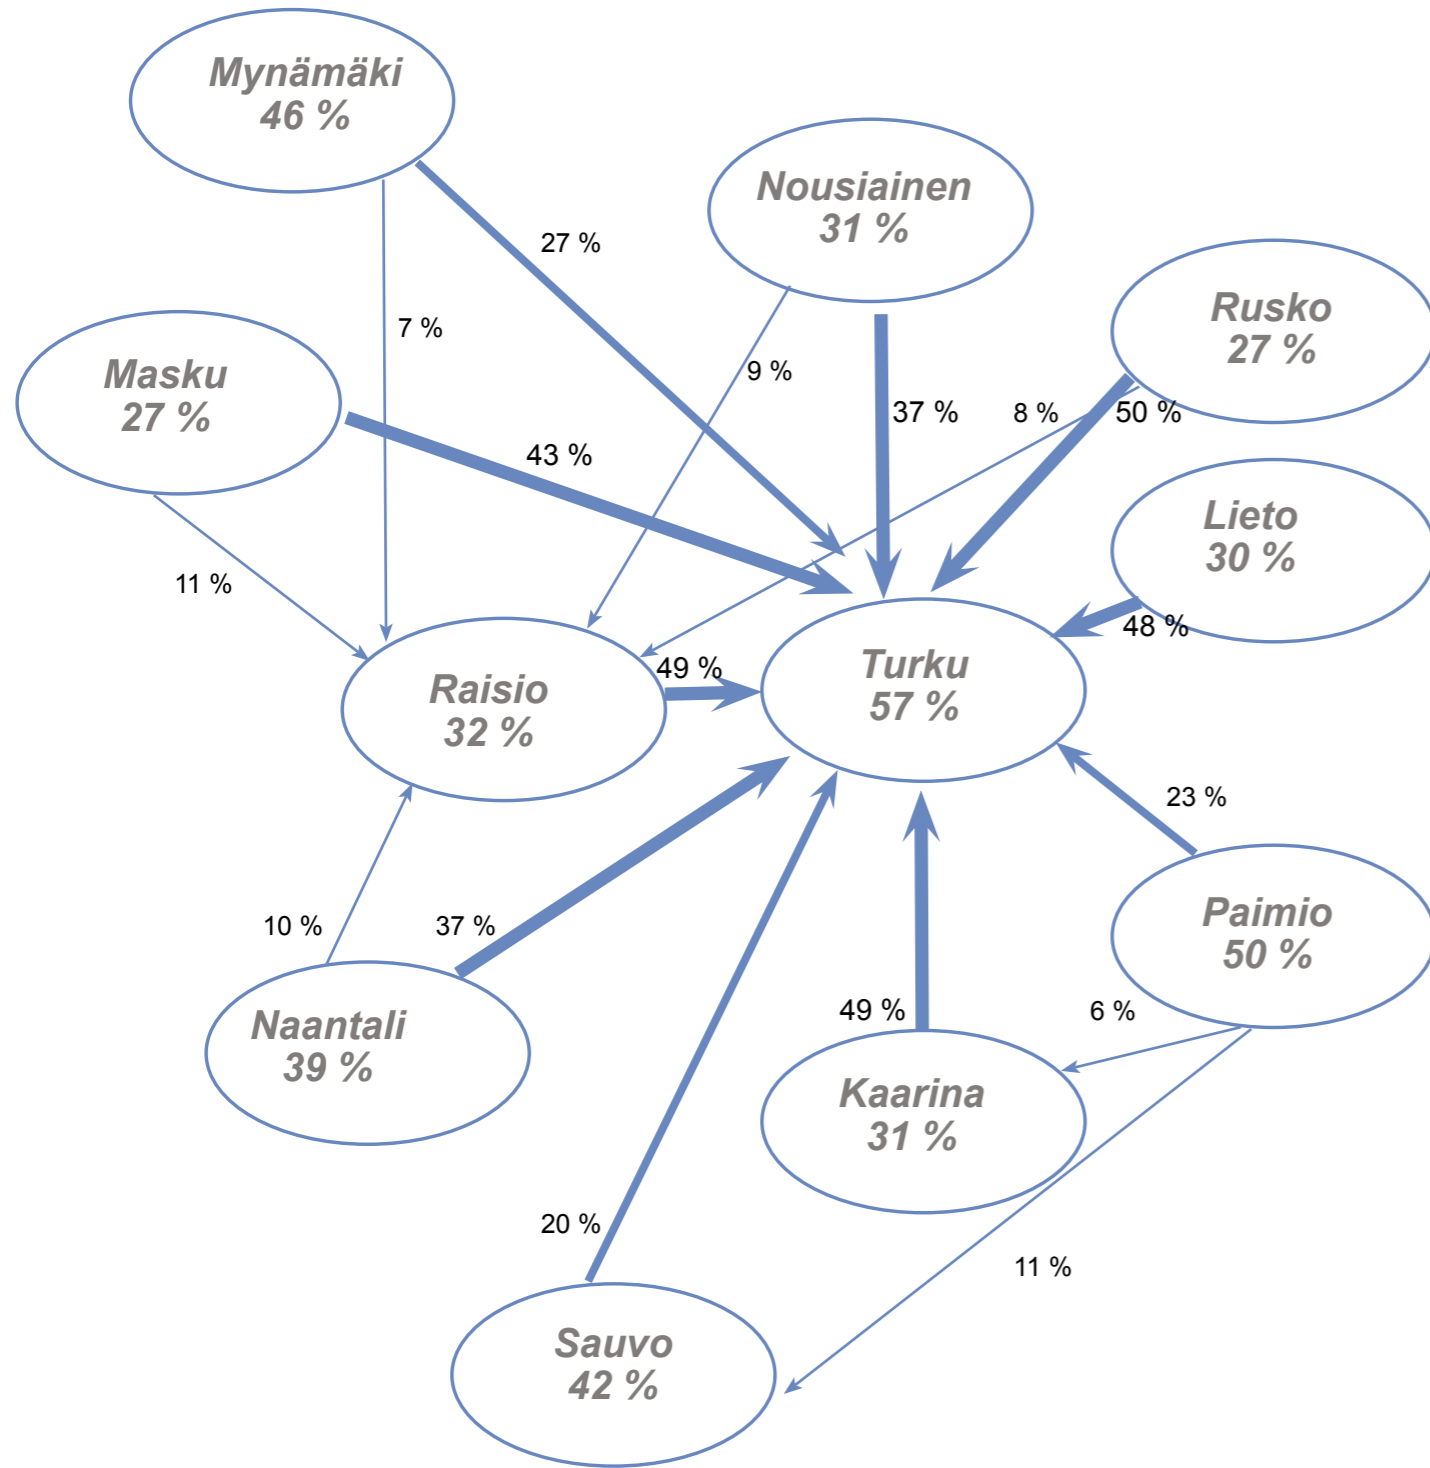 Mynämäki
46 %
Nousiainen
31 %
27 %
Rusko
27 %
7 %
Masku
27 %
9 %
37 %
8 %
50 %
43 %
Lieto
30 %
11 %
48 %
49 %
Turku
57 %
Raisio
32 %
23 %
10 %
37 %
Paimio
50 %
49 %
6 %
Naantali
39 %
Kaarina
31 %
20 %
11 %
Sauvo
42 %